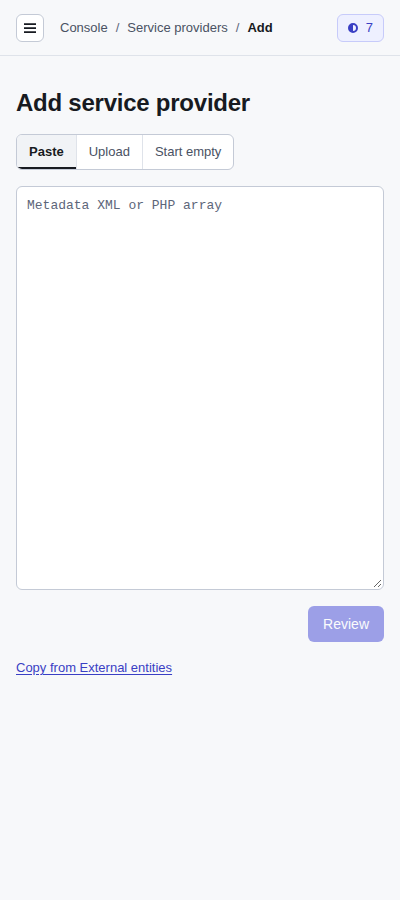 Console / Service providers / Add
7
Add service provider
Paste
Upload
Start empty
Metadata XML or PHP array
Review
Copy from External entities